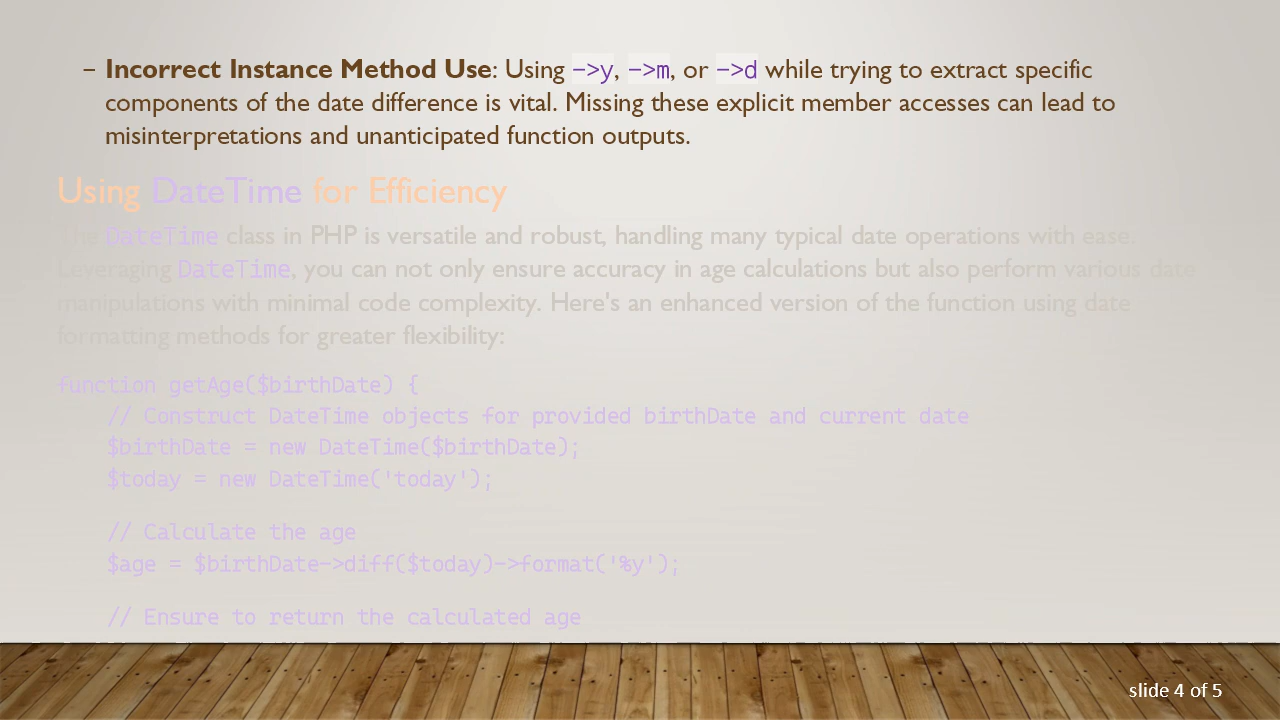 – Incorrect Instance Method Use: Using ->y, ->m, or ->d while trying to extract specific
components of the date difference is vital. Missing these explicit member accesses can lead to
misinterpretations and unanticipated function outputs.
Using DateTime for Efficiency
The DateTime class in PHP is versatile and robust, handling many typical date operations with ease.
Leveraging DateTime, you can not only ensure accuracy in age calculations but also perform various date
manipulations with minimal code complexity. Here's an enhanced version of the function using date
formatting methods for greater flexibility:
function getAge($birthDate) {
    // Construct DateTime objects for provided birthDate and current date
    $birthDate = new DateTime($birthDate);
    $today = new DateTime('today');
    // Calculate the age
    $age = $birthDate->diff($today)->format('%y');
    // Ensure to return the calculated age
slide 4 of 5